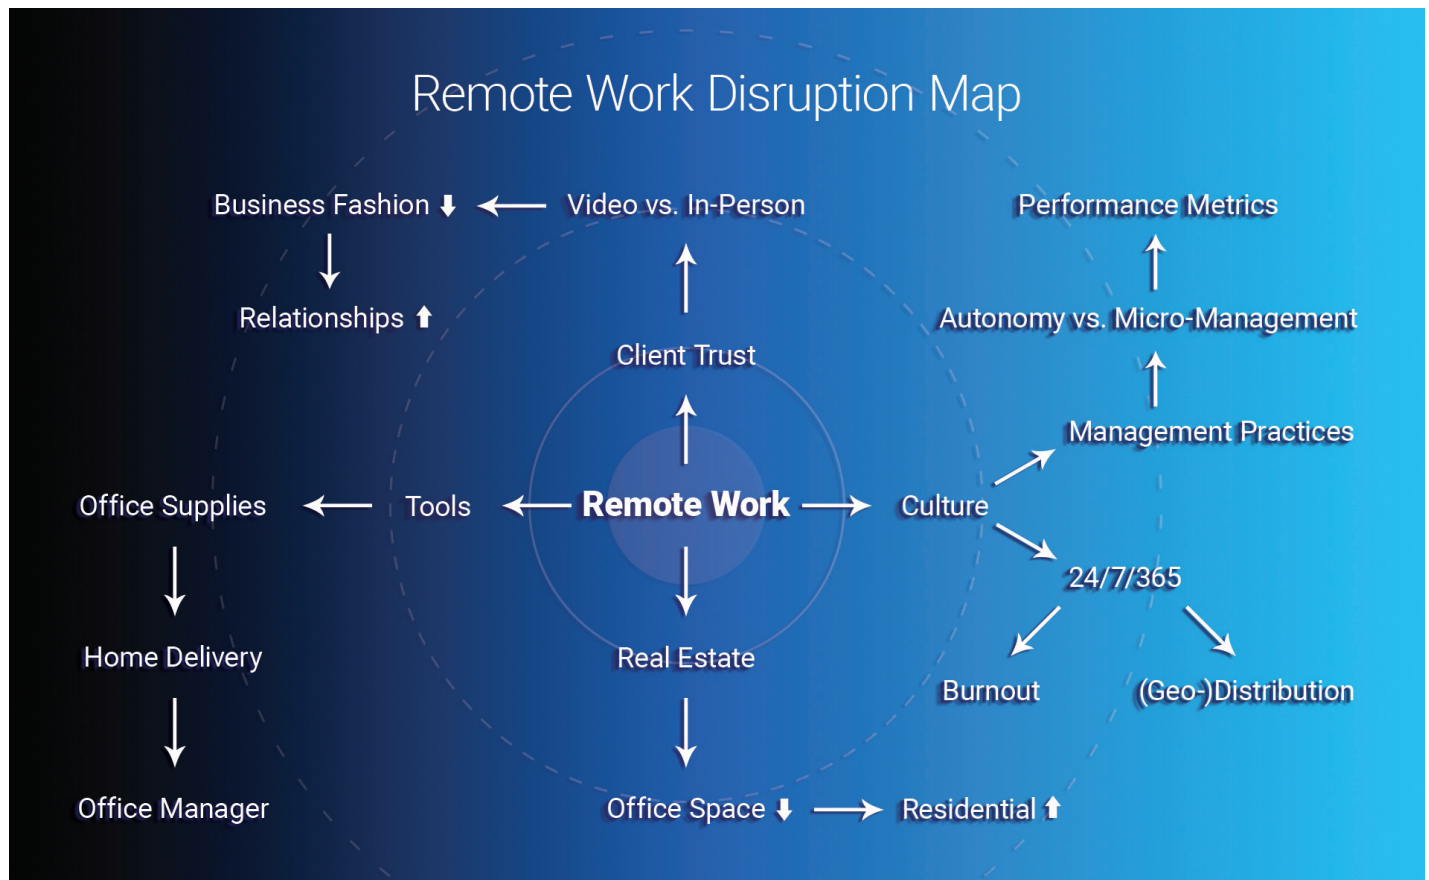 Remote Work Disruption Map
Business Fashion
Video vs. In-Person
Performance Metrics
Relationships
Autonomy vs. Micro-Management
Client Trust
Management Practices
Office Supplies
Tools
Remote Work
Culture
24/7/365
Home Delivery
Real Estate
Burnout
(Geo-)Distribution
Office Manager
Office Space
Residential